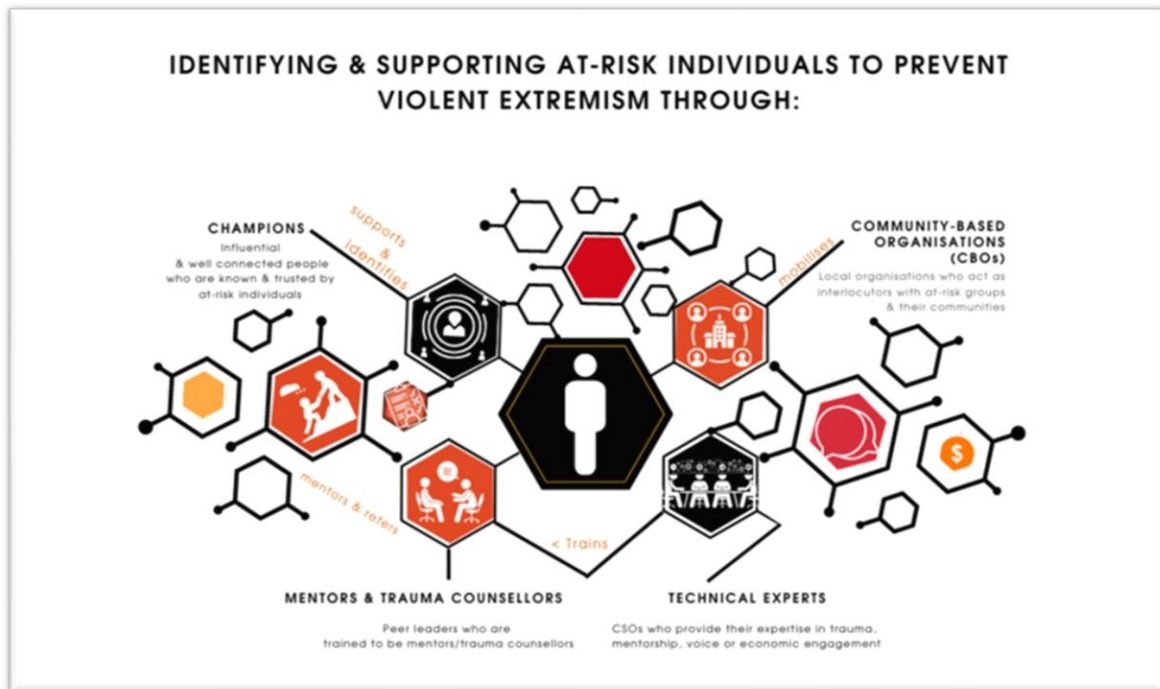 IDENTIFYING & SUPPORTING AT-RISK INDIVIDUALS TO PREVENT
VIOLENT EXTREMISM THROUGH:
CHAMPIONS
Influential
& well connected people
who are known & trusted by
at-risk individuals
supports
&
identifies
mobilises
COMMUNITY-BASED
ORGANISATIONS
(CBOs)
Local organisations who act as
interlocutors with at-risk groups
& their communities
$
mentors & refers
< Trains
MENTORS & TRAUMA COUNSELLORS
Peer leaders who are
trained to be mentors/trauma counsellors
TECHNICAL EXPERTS
CSOs who provide their expertise in trauma,
mentorship, voice or economic engagement